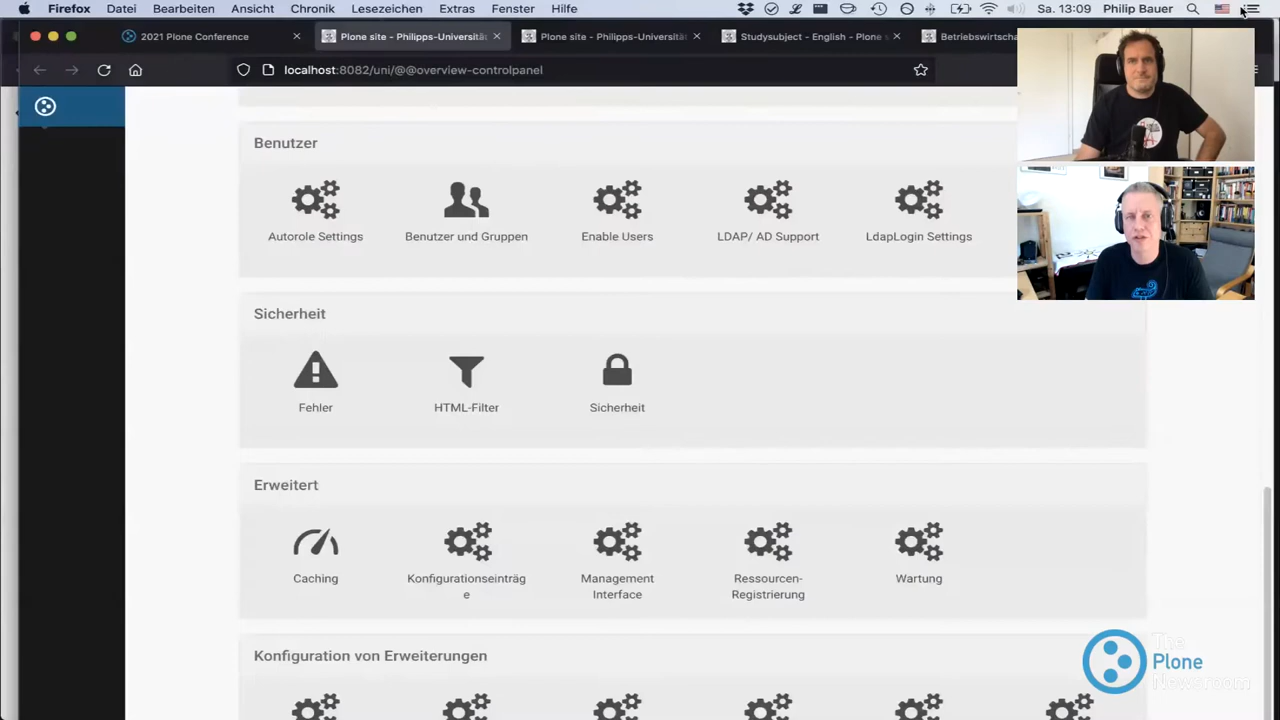 Firefox Datei Bearbeiten Ansicht Chronik Lesezeichen Extras Fenster Hilfe Sa. 13:09 Philip Bauer
2021 Plone Conference
Plone site - Philipps-Universitä
Plone site - Philipps-Universitä
Studysubject - English - Plone s
Betriebswirtscha
localhost:8082/uni/@@overview-controlpanel
Benutzer
Autorole Settings
Benutzer und Gruppen
Enable Users
LDAP/ AD Support
LdapLogin Settings
Sicherheit
Fehler
HTML-Filter
Sicherheit
Erweitert
Caching
Konfigurationseinträg
e
Management
Interface
Ressourcen-
Registrierung
Wartung
Konfiguration von Erweiterungen
The
Plone
Newsroom